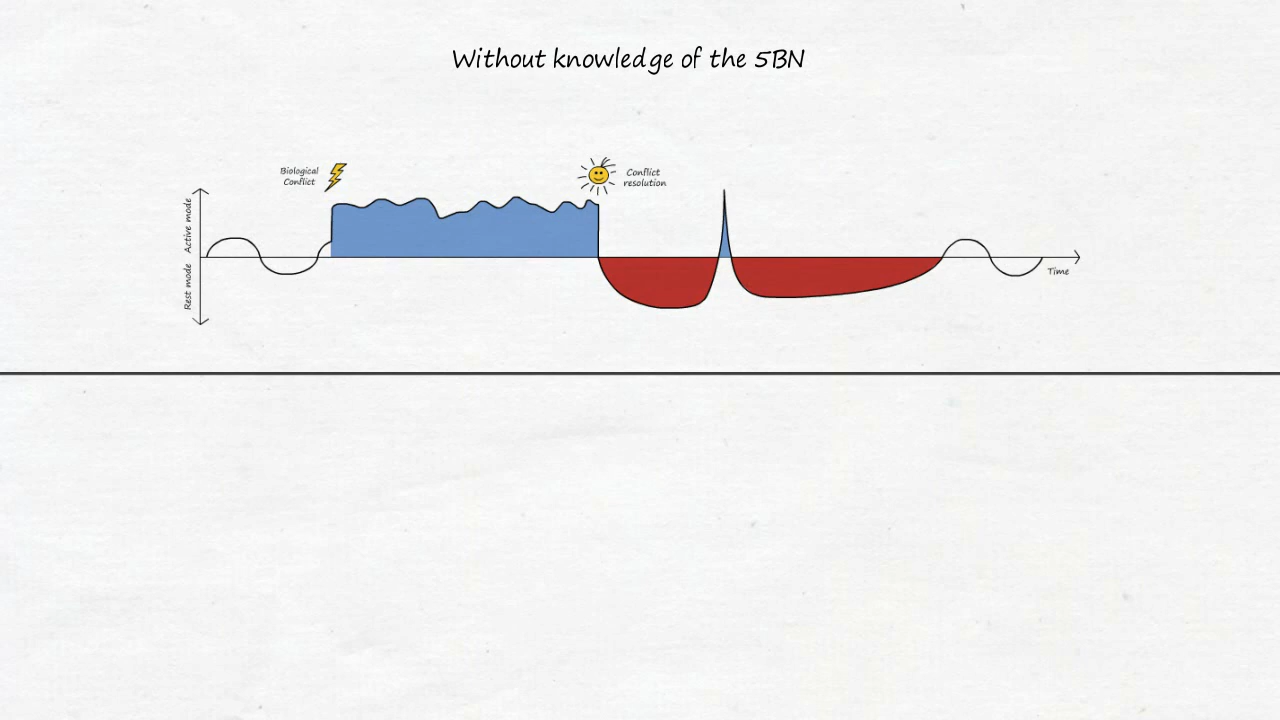 Without knowledge of the 5BN
Biological
Conflict
Conflict
resolution
Active mode
Rest mode
Time